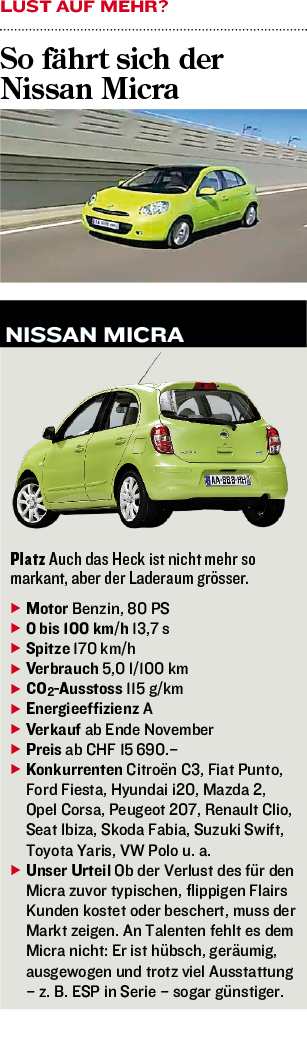 LUST AUF MEHR?
So fährt sich der
Nissan Micra
NISSAN MICRA
AA-888-HH
Platz Auch das Heck ist nicht mehr so
markant, aber der Laderaum grösser.
▶ Motor Benzin, 80 PS
▶ 0 bis 100 km/h 13,7 s
▶ Spitze 170 km/h
▶ Verbrauch 5,0 l/100 km
▶ CO2-Ausstoss 115 g/km
▶ Energieeffizienz A
▶ Verkauf ab Ende November
▶ Preis ab CHF 15 690.–
▶ Konkurrenten Citroën C3, Fiat Punto,
Ford Fiesta, Hyundai i20, Mazda 2,
Opel Corsa, Peugeot 207, Renault Clio,
Seat Ibiza, Skoda Fabia, Suzuki Swift,
Toyota Yaris, VW Polo u. a.
▶ Unser Urteil Ob der Verlust des für den
Micra zuvor typischen, flippigen Flairs
Kunden kostet oder beschert, muss der
Markt zeigen. An Talenten fehlt es dem
Micra nicht: Er ist hübsch, geräumig,
ausgewogen und trotz viel Ausstattung
– z. B. ESP in Serie – sogar günstiger.